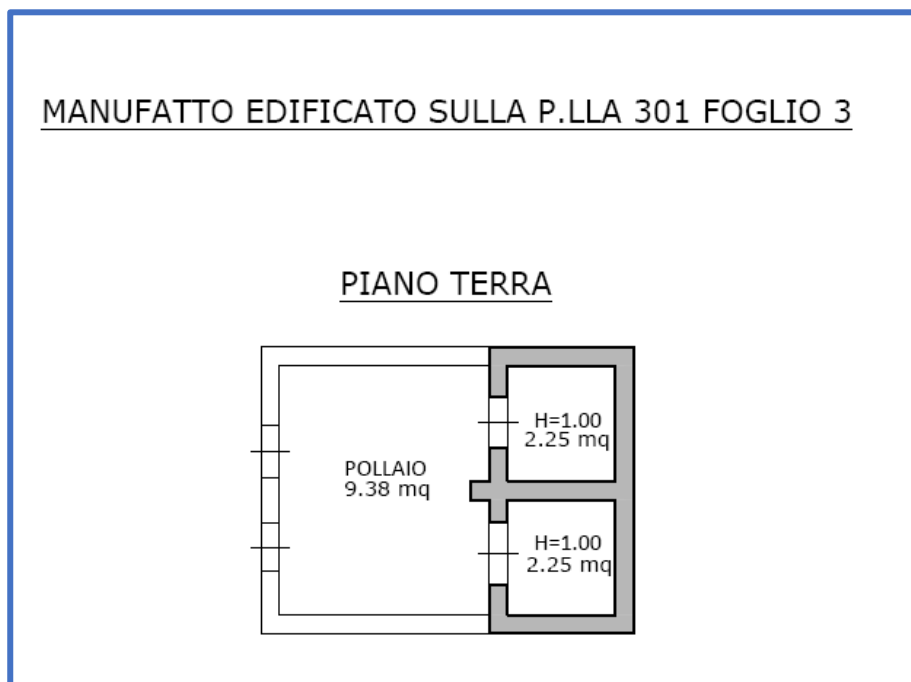 MANUFATTO EDIFICATO SULLA P.LLA 301 FOGLIO 3
PIANO TERRA
H=1.00
2.25 mq
POLLAIO
9.38 mq
H=1.00
2.25 mq